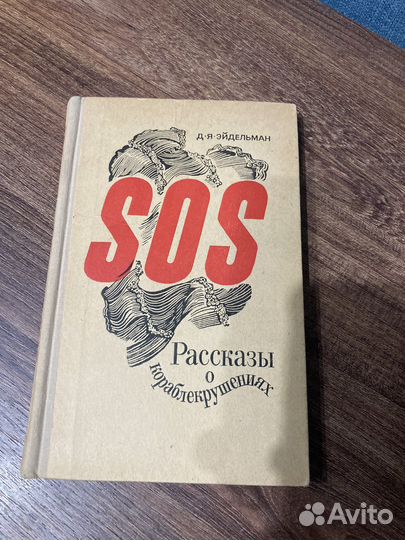 Д·Я·ЭЙДЕЛЬМАН
SOS
Рассказы
о
кораблекрушениях
Avito